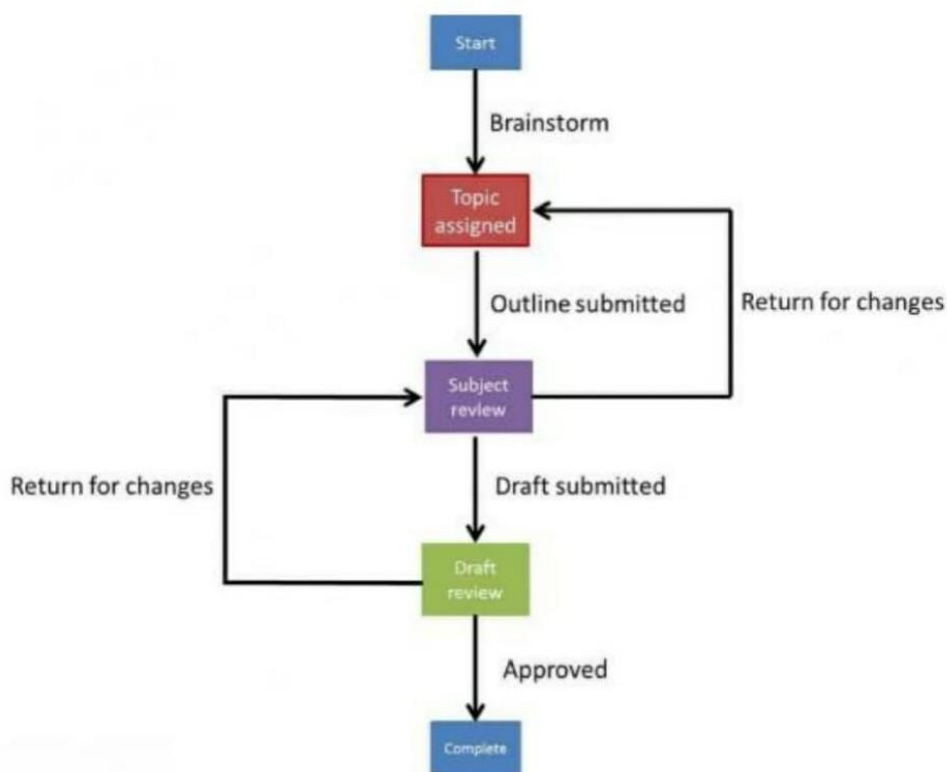 Start
Brainstorm
Topic
assigned
Outline submitted
Return for changes
Subject
review
Return for changes
Draft submitted
Draft
review
Approved
Complete